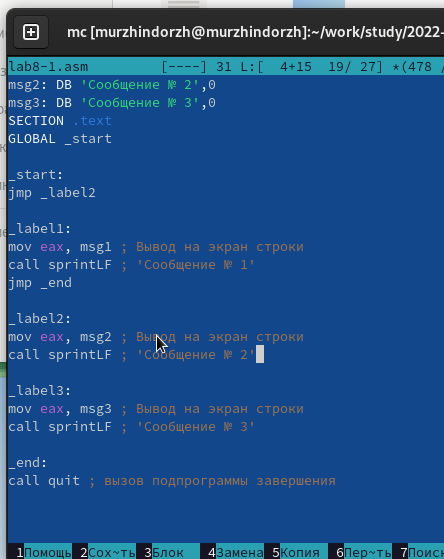 mc [murzhindorzh@murzhindorzh]:~/work/study/2022-
lab8-1.asm [----] 31 L:[ 4+15 19/ 27] *(478 /
msg2: DB 'Сообщение № 2',0
msg3: DB 'Сообщение № 3',0
SECTION .text
GLOBAL _start
_start:
jmp _label2
_label1:
mov eax, msg1 ; Вывод на экран строки
call sprintLF ; 'Сообщение № 1'
jmp _end
_label2:
mov eax, msg2 ; Вывод на экран строки
call sprintLF ; 'Сообщение № 2'
_label3:
mov eax, msg3 ; Вывод на экран строки
call sprintLF ; 'Сообщение № 3'
_end:
call quit ; вызов подпрограммы завершения
1Помощь 2Сох~ть 3Блок 4Замена 5Копия 6Пер~ть 7Поиск